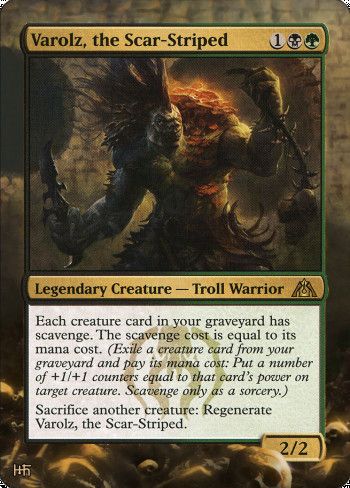 Varolz, the Scar-Striped 1
Legendary Creature — Troll Warrior
Each creature card in your graveyard has
scavenge. The scavenge cost is equal to its
mana cost. (Exile a creature card from your
graveyard and pay its mana cost: Put a number
of +1/+1 counters equal to that card's power on
target creature. Scavenge only as a sorcery.)
Sacrifice another creature: Regenerate
Varolz, the Scar-Striped.
2/2